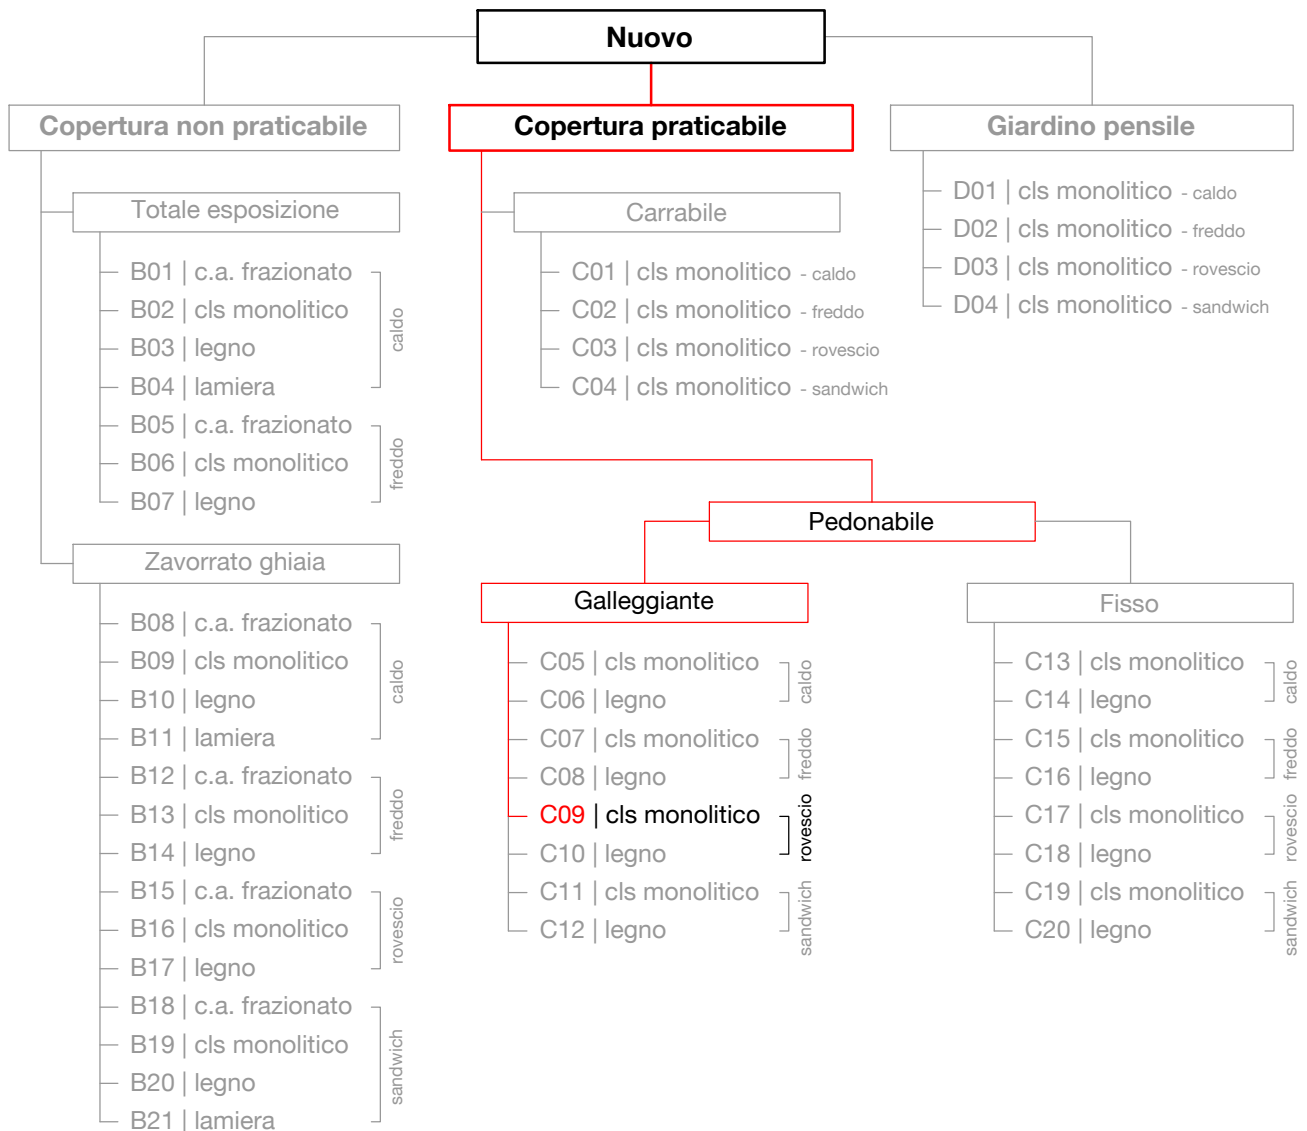 Nuovo
Copertura non praticabile
Totale esposizione
B01 | c.a. frazionato
B02 | cls monolitico
B03 | legno
B04 | lamiera
caldo
B05 | c.a. frazionato
B06 | cls monolitico
B07 | legno
freddo
Zavorrato ghiaia
B08 | c.a. frazionato
B09 | cls monolitico
B10 | legno
B11 | lamiera
caldo
B12 | c.a. frazionato
B13 | cls monolitico
B14 | legno
freddo
B15 | c.a. frazionato
B16 | cls monolitico
B17 | legno
rovescio
B18 | c.a. frazionato
B19 | cls monolitico
B20 | legno
B21 | lamiera
sandwich
Copertura praticabile
Carrabile
C01 | cls monolitico - caldo
C02 | cls monolitico - freddo
C03 | cls monolitico - rovescio
C04 | cls monolitico - sandwich
Pedonabile
Galleggiante
C05 | cls monolitico
C06 | legno
caldo
C07 | cls monolitico
C08 | legno
freddo
C09 | cls monolitico
C10 | legno
rovescio
C11 | cls monolitico
C12 | legno
sandwich
Fisso
C13 | cls monolitico
C14 | legno
caldo
C15 | cls monolitico
C16 | legno
freddo
C17 | cls monolitico
C18 | legno
rovescio
C19 | cls monolitico
C20 | legno
sandwich
Giardino pensile
D01 | cls monolitico - caldo
D02 | cls monolitico - freddo
D03 | cls monolitico - rovescio
D04 | cls monolitico - sandwich